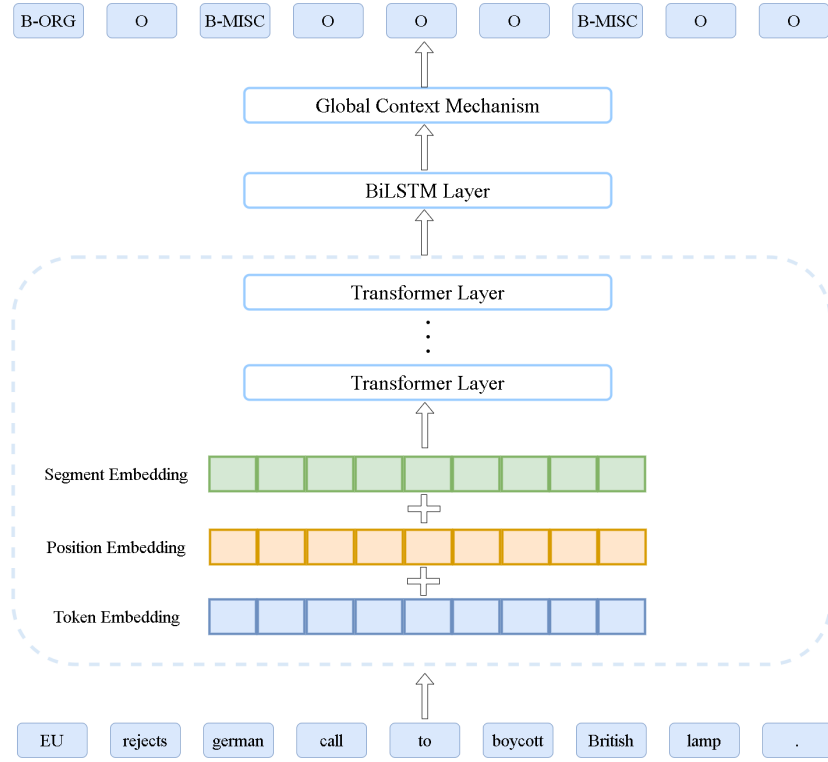 B-ORG O B-MISC O O O B-MISC O O
Global Context Mechanism
BiLSTM Layer
Transformer Layer
Transformer Layer
Segment Embedding
Position Embedding
Token Embedding
EU rejects german call to boycott British lamp .